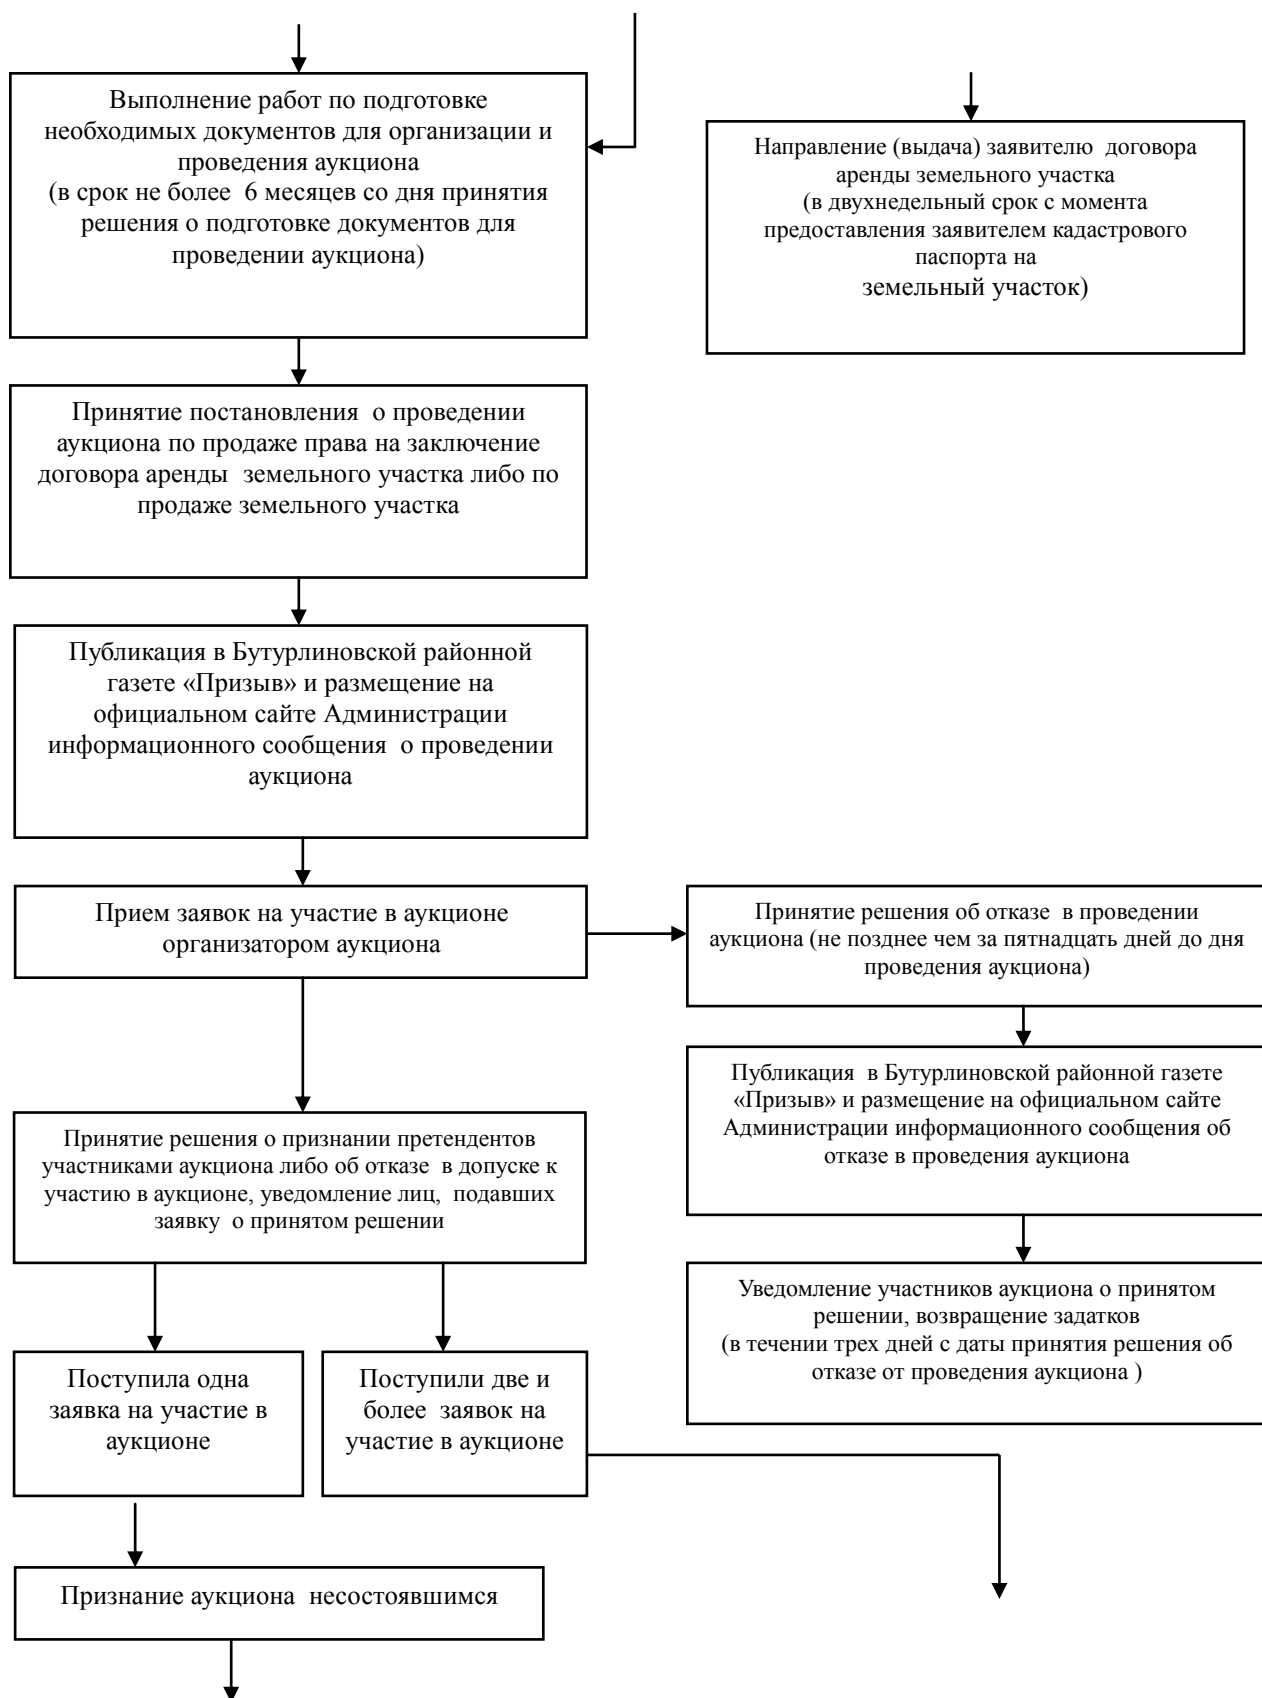 Выполнение работ по подготовке
необходимых документов для организации и
проведения аукциона
(в срок не более 6 месяцев со дня принятия
решения о подготовке документов для
проведении аукциона)
Направление (выдача) заявителю договора
аренды земельного участка
(в двухнедельный срок с момента
предоставления заявителем кадастрового
паспорта на
земельный участок)
Принятие постановления о проведении
аукциона по продаже права на заключение
договора аренды земельного участка либо по
продаже земельного участка
Публикация в Бутурлиновской районной
газете «Призыв» и размещение на
официальном сайте Администрации
информационного сообщения о проведении
аукциона
Прием заявок на участие в аукционе
организатором аукциона
Принятие решения об отказе в проведении
аукциона (не позднее чем за пятнадцать дней до дня
проведения аукциона)
Публикация в Бутурлиновской районной газете
«Призыв» и размещение на официальном сайте
Администрации информационного сообщения об
отказе в проведения аукциона
Принятие решения о признании претендентов
участниками аукциона либо об отказе в допуске к
участию в аукционе, уведомление лиц, подавших
заявку о принятом решении
Уведомление участников аукциона о принятом
решении, возвращение задатков
(в течении трех дней с даты принятия решения об
отказе от проведения аукциона )
Поступила одна
заявка на участие в
аукционе
Поступили две и
более заявок на
участие в аукционе
Признание аукциона несостоявшимся